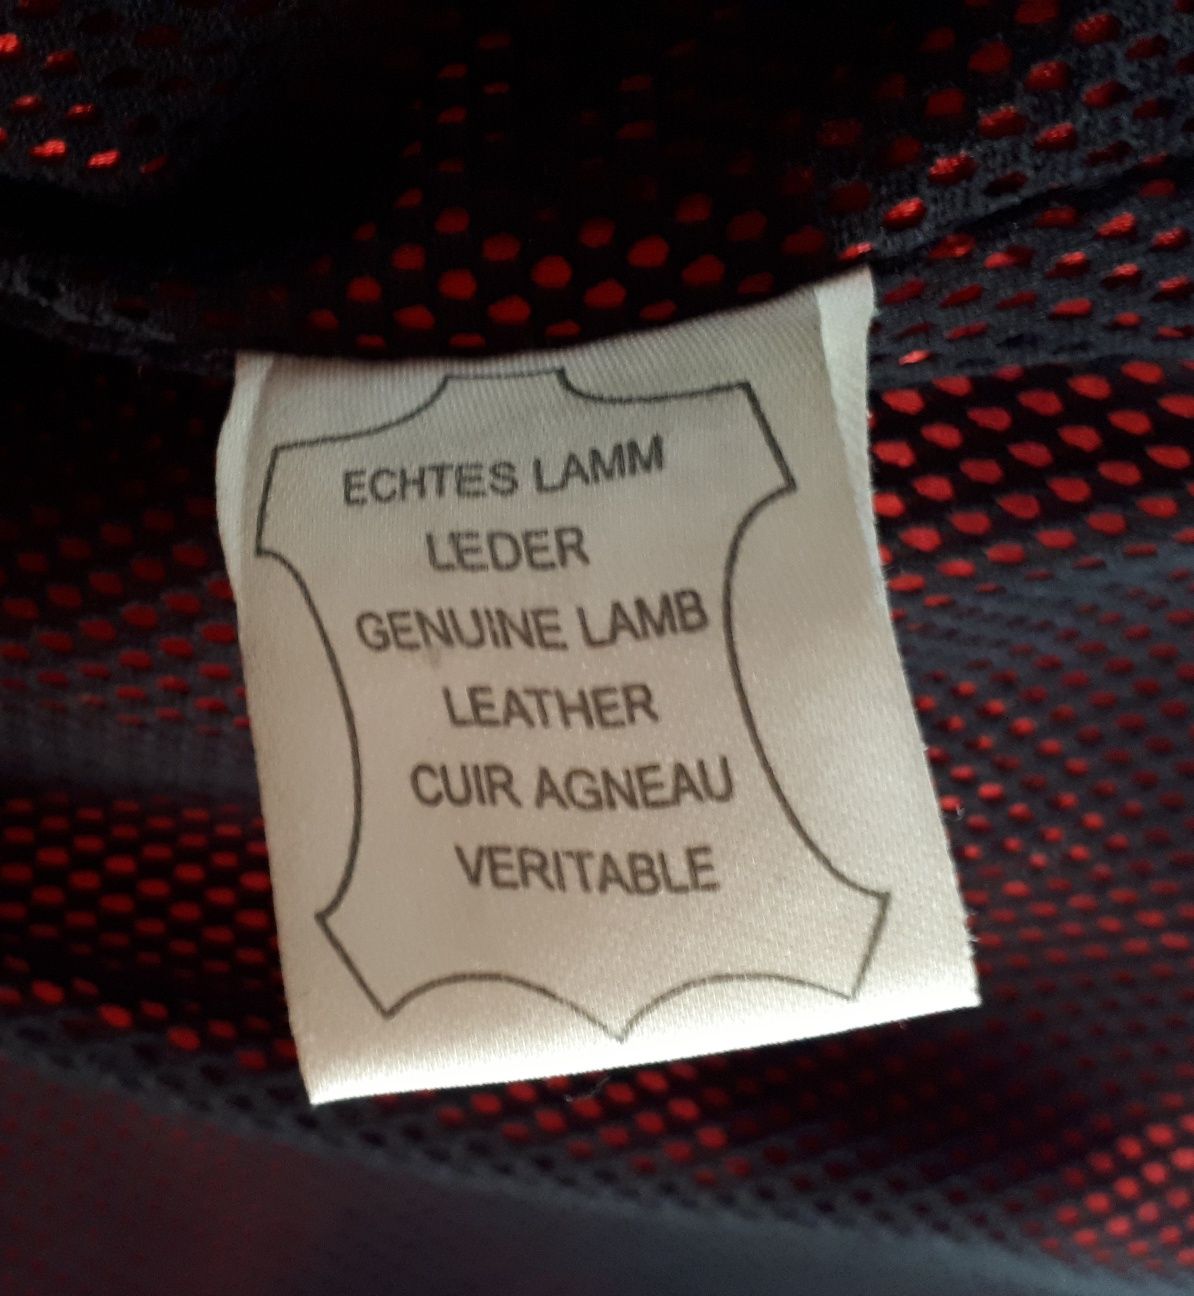 ECHTES LAMM
LEDER
GENUINE LAMB
LEATHER
CUIR AGNEAU
VERITABLE